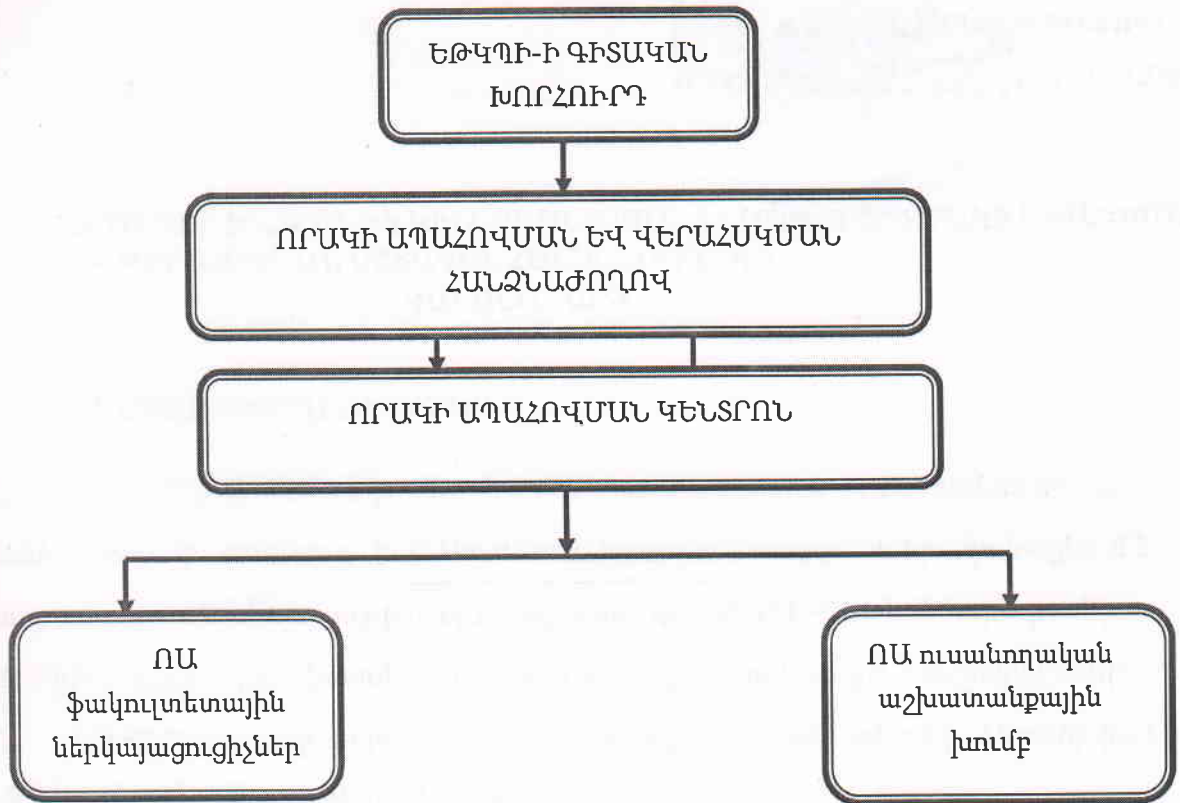 ԵԹԿՊԻ-Ի ԳԻՏԱԿԱՆ
ԽՈՐՀՈՒՐԴ
ՈՐԱԿԻ ԱՊԱՀՈՎՄԱՆ ԵՎ ՎԵՐԱՀՍԿՄԱՆ
ՀԱՆՁՆԱԺՈՂՈՎ
ՈՐԱԿԻ ԱՊԱՀՈՎՄԱՆ ԿԵՆՏՐՈՆ
ՈԱ
ֆակուլտետային
ներկայացուցիչներ
ՈԱ ուսանողական
աշխատանքային
խումբ